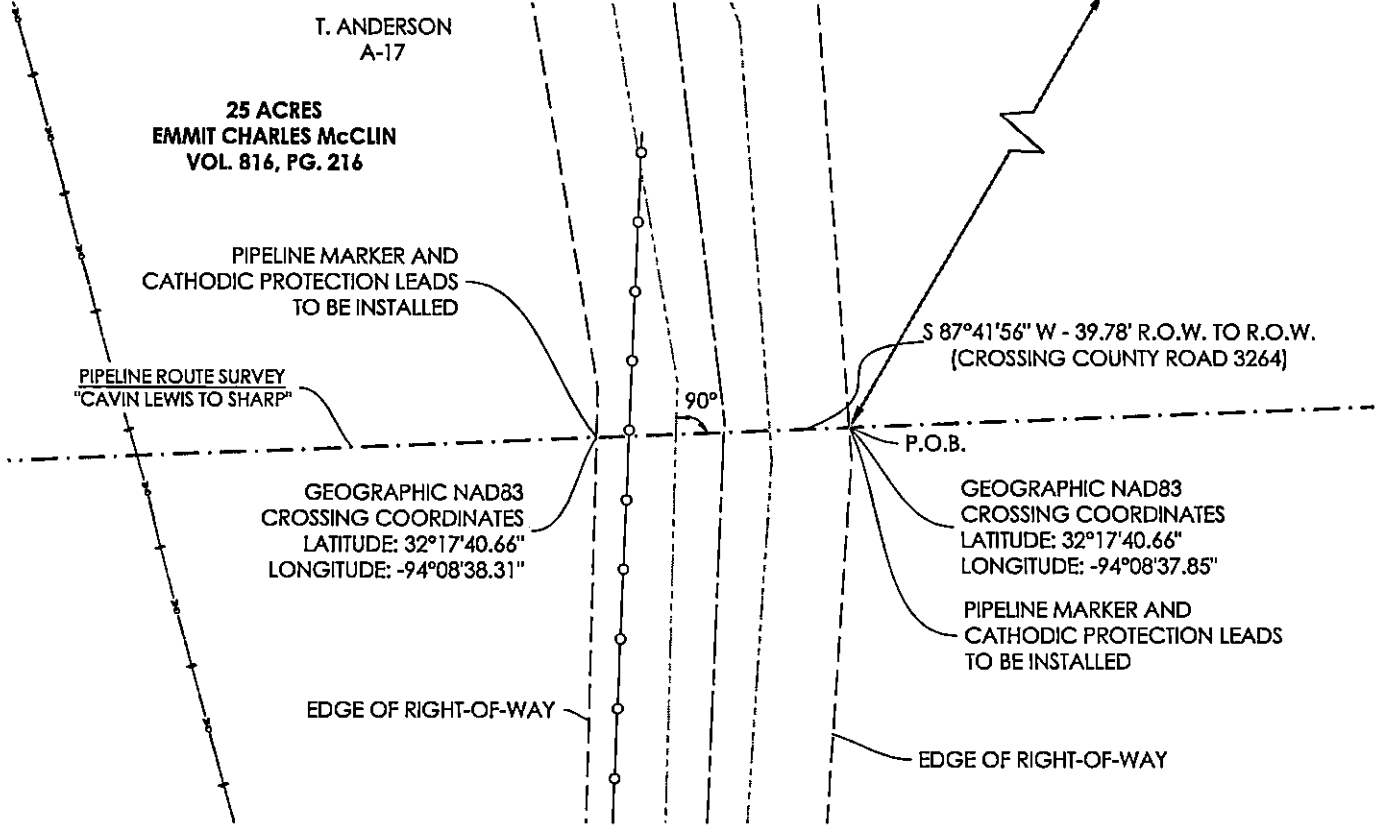 T. ANDERSON
A-17
25 ACRES
EMMIT CHARLES McCLIN
VOL. 816, PG. 216
PIPELINE MARKER AND
CATHODIC PROTECTION LEADS
TO BE INSTALLED
S 87°41'56" W - 39.78' R.O.W. TO R.O.W.
(CROSSING COUNTY ROAD 3264)
PIPELINE ROUTE SURVEY
"CAVIN LEWIS TO SHARP"
90°
P.O.B.
GEOGRAPHIC NAD83
CROSSING COORDINATES
LATITUDE: 32°17'40.66"
LONGITUDE: -94°08'38.31"
GEOGRAPHIC NAD83
CROSSING COORDINATES
LATITUDE: 32°17'40.66"
LONGITUDE: -94°08'37.85"
PIPELINE MARKER AND
CATHODIC PROTECTION LEADS
TO BE INSTALLED
EDGE OF RIGHT-OF-WAY
EDGE OF RIGHT-OF-WAY